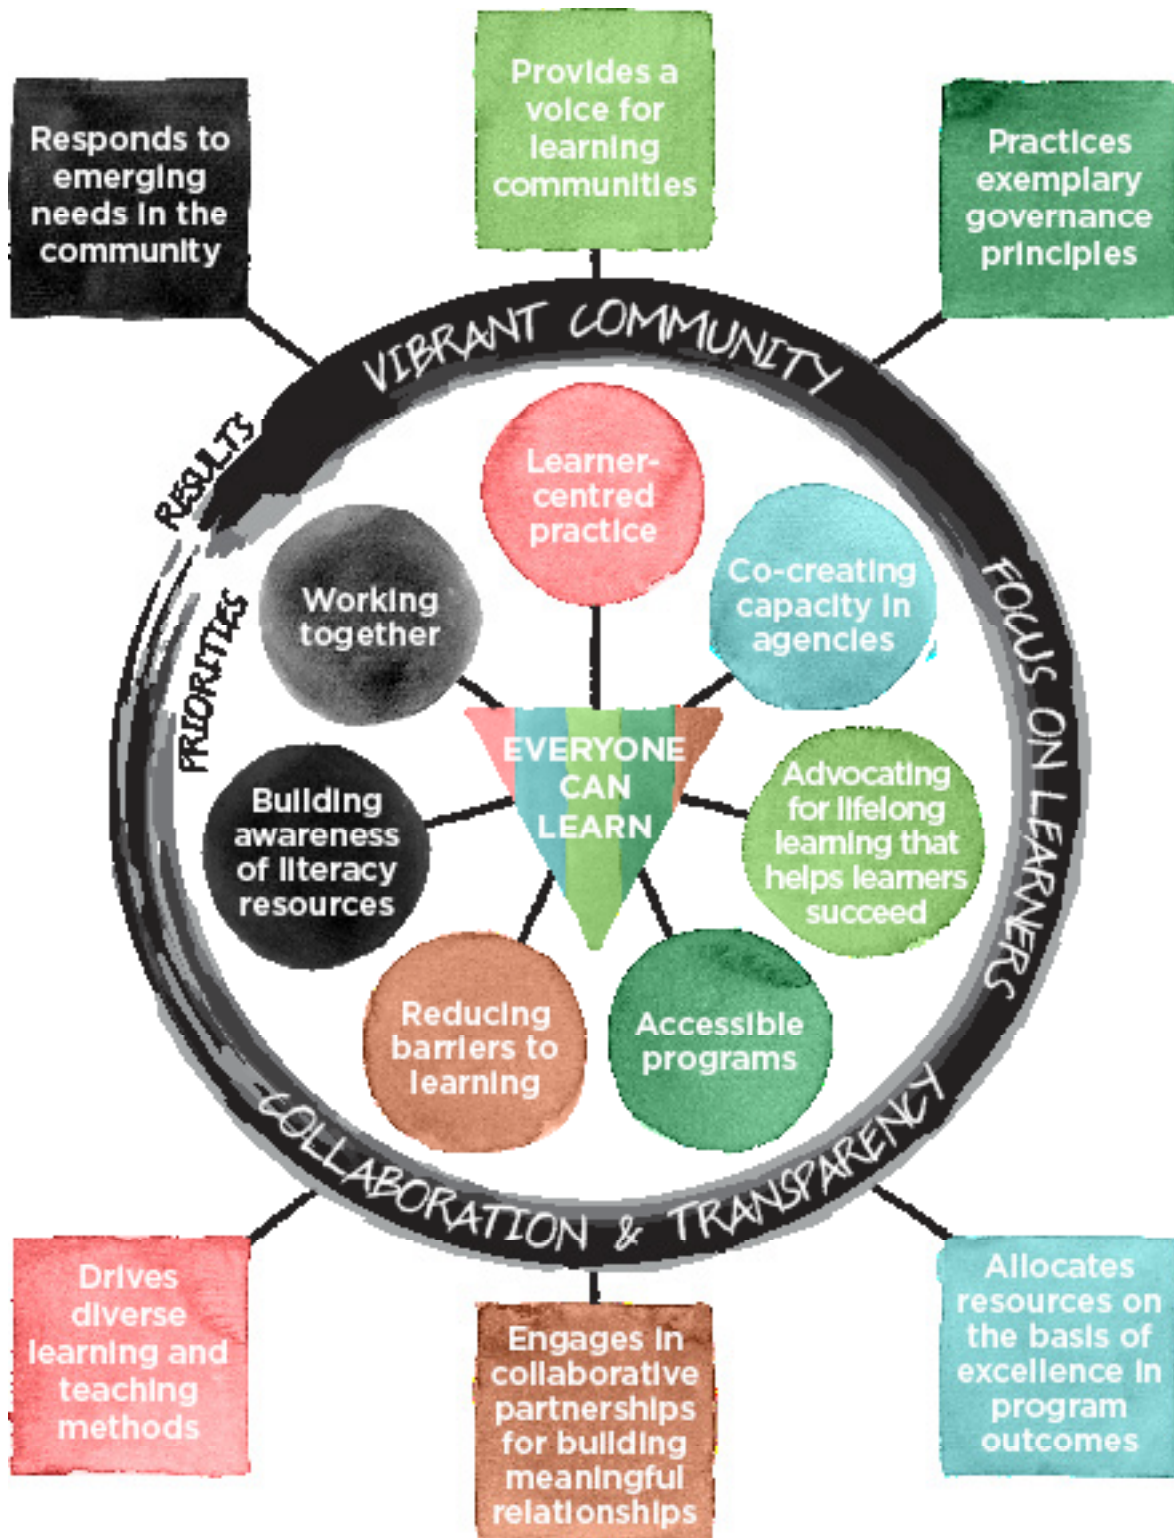 Responds to
emerging
needs in the
community
Provides a
voice for
learning
communities
Practices
exemplary
governance
principles
VIBRANT COMMUNITY
FOCUS ON LEARNERS
COLLABORATION & TRANSPARENCY
RESULTS
PRIORITIES
Learner-
centred
practice
Co-creating
capacity in
agencies
Advocating
for lifelong
learning that
helps learners
succeed
Accessible
programs
Reducing
barriers to
learning
Building
awareness
of literacy
resources
Working
together
EVERYONE
CAN
LEARN
Drives
diverse
learning and
teaching
methods
Engages in
collaborative
partnerships
for building
meaningful
relationships
Allocates
resources on
the basis of
excellence in
program
outcomes